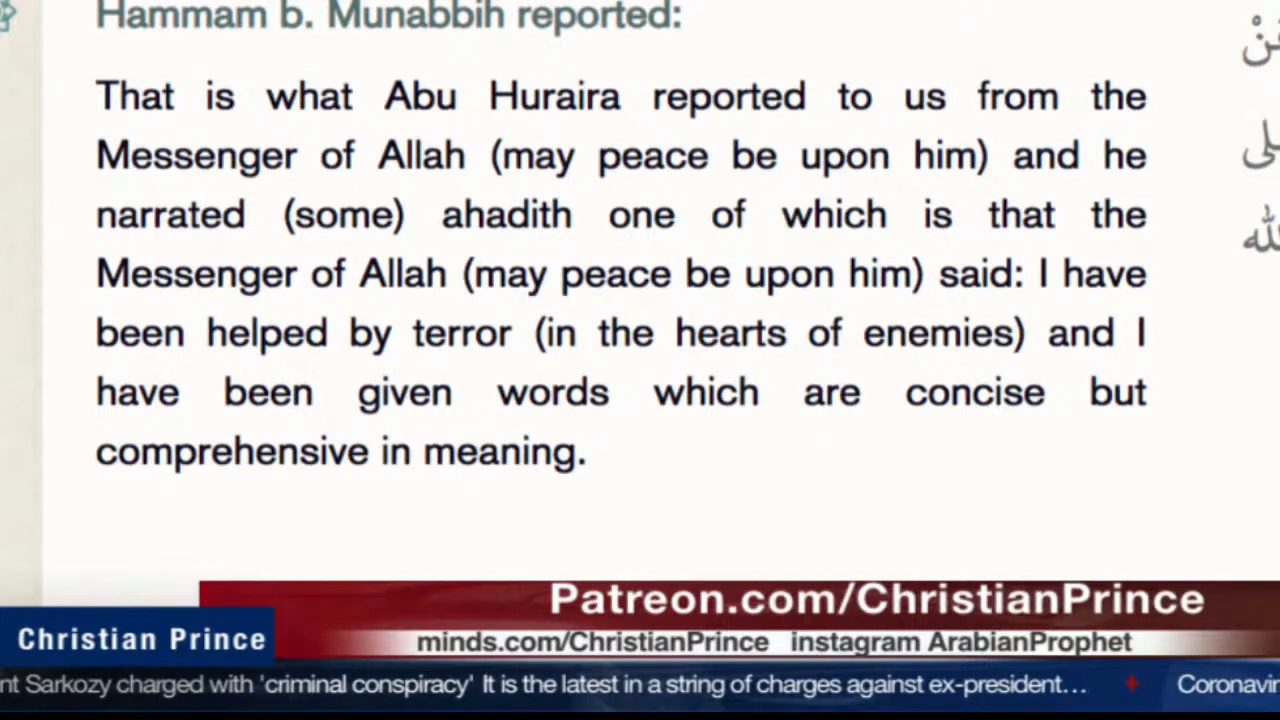 Hammam b. Munabbih reported:
That is what Abu Huraira reported to us from the
Messenger of Allah (may peace be upon him) and he
narrated (some) ahadith one of which is that the
Messenger of Allah (may peace be upon him) said: I have
been helped by terror (in the hearts of enemies) and I
have been given words which are concise but
comprehensive in meaning.
Patreon.com/ChristianPrince
Christian Prince
minds.com/ChristianPrince instagram ArabianProphet
nt Sarkozy charged with 'criminal conspiracy' It is the latest in a string of charges against ex-president... Coronavir